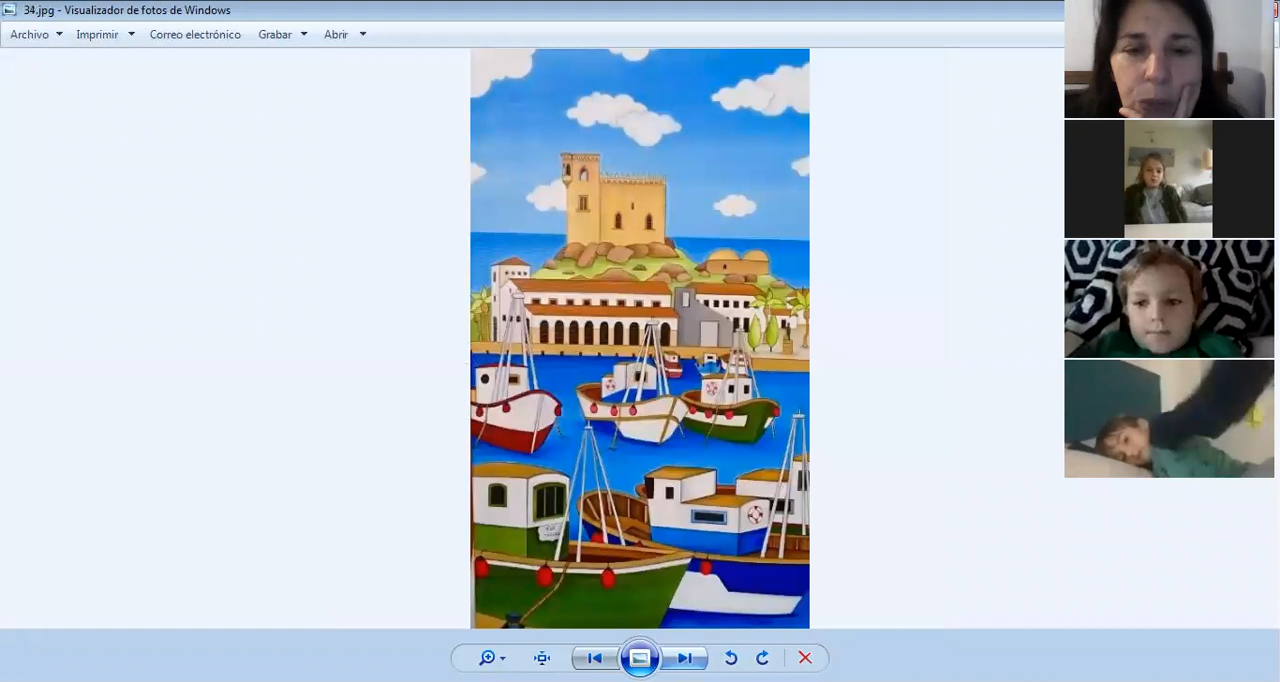 34.jpg - Visualizador de fotos de Windows
Archivo Imprimir Correo electrónico Grabar Abrir